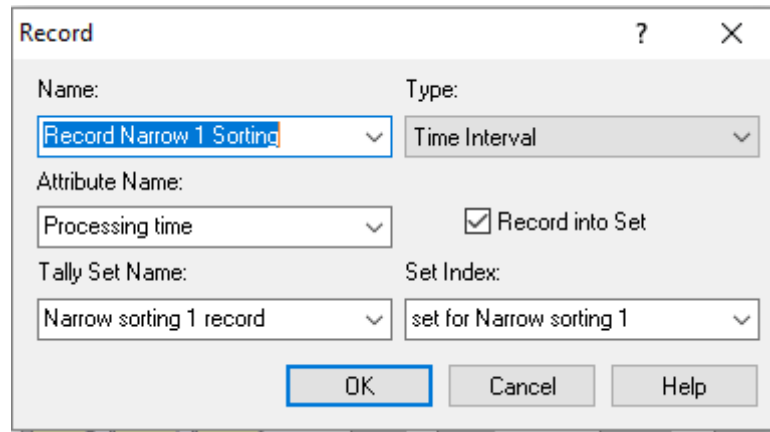 Record ?
Name: Type:
Record Narrow 1 Sorting Time Interval
Attribute Name:
Processing time Record into Set
Tally Set Name: Set Index:
Narrow sorting 1 record set for Narrow sorting 1
OK Cancel Help